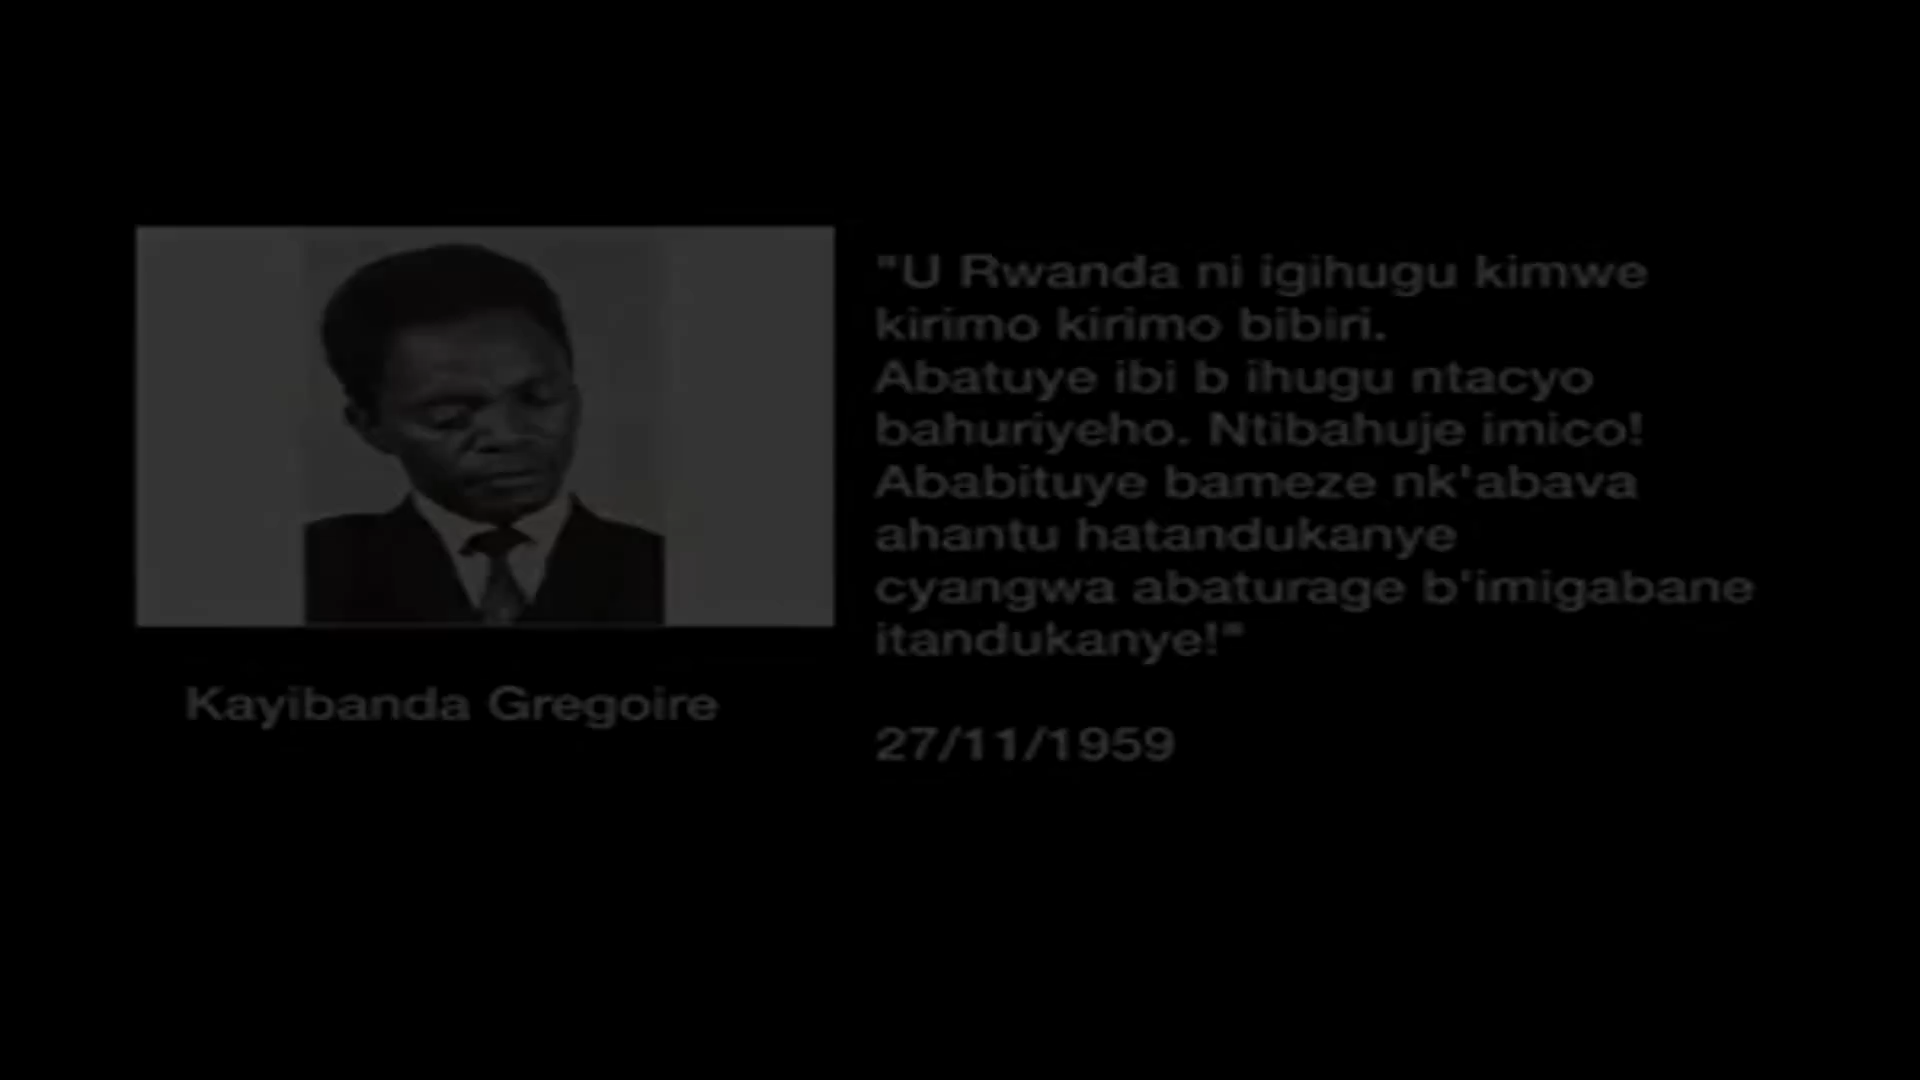 "U Rwanda ni igihugu kimwe
kirimo kirimo bibiri.
Abatuye ibi b ihugu ntacyo
bahuriyeho. Ntibahuje imico!
Ababituye bameze nk'abava
ahantu hatandukanye
cyangwa abaturage b'imigabane
itandukanye!"
27/11/1959
Kayibanda Gregoire